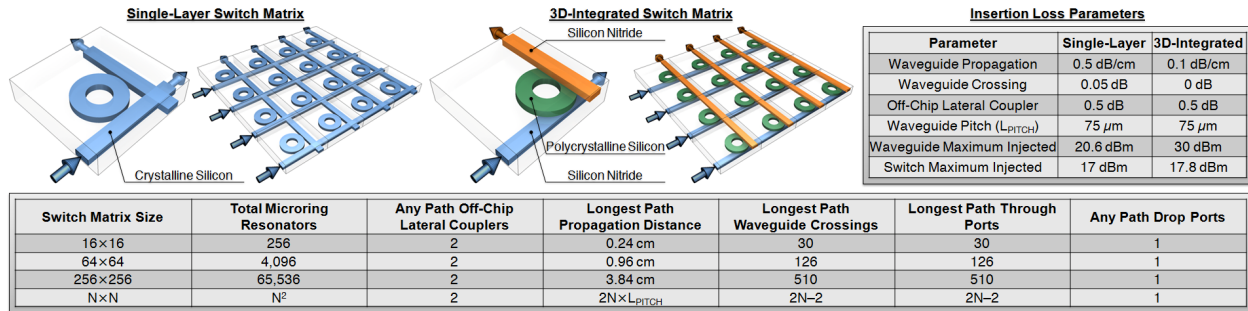 Single-Layer Switch Matrix
Crystalline Silicon
3D-Integrated Switch Matrix
Silicon Nitride
Polycrystalline Silicon
Silicon Nitride
Insertion Loss Parameters
Parameter Single-Layer 3D-Integrated
Waveguide Propagation 0.5 dB/cm 0.1 dB/cm
Waveguide Crossing 0.05 dB 0 dB
Off-Chip Lateral Coupler 0.5 dB 0.5 dB
Waveguide Pitch (LPITCH) 75 µm 75 µm
Waveguide Maximum Injected 20.6 dBm 30 dBm
Switch Maximum Injected 17 dBm 17.8 dBm
Switch Matrix Size Total Microring Resonators Any Path Off-Chip Lateral Couplers Longest Path Propagation Distance Longest Path Waveguide Crossings Longest Path Through Ports Any Path Drop Ports
16×16 256 2 0.24 cm 30 30 1
64×64 4,096 2 0.96 cm 126 126 1
256×256 65,536 2 3.84 cm 510 510 1
N×N N² 2 2N×LPITCH 2N–2 2N–2 1